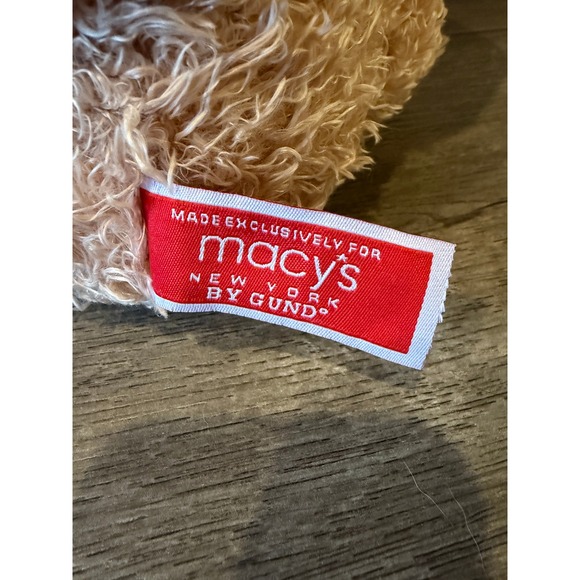 MADE EXCLUSIVELY FOR
macy's
NEW YORK
BY GUND®